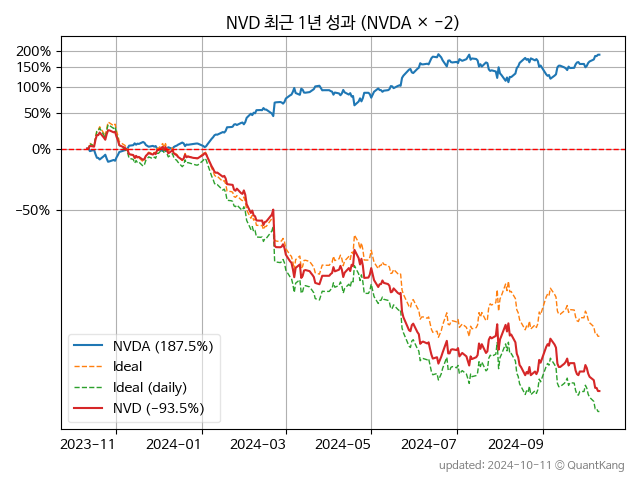 NVD 최근 1년 성과 (NVDA × −2)
200%
150%
100%
50%
0%
−50%
NVDA (187.5%)
Ideal
Ideal (daily)
NVD (−93.5%)
2023-11
2024-01
2024-03
2024-05
2024-07
2024-09
updated: 2024-10-11 © QuantKang